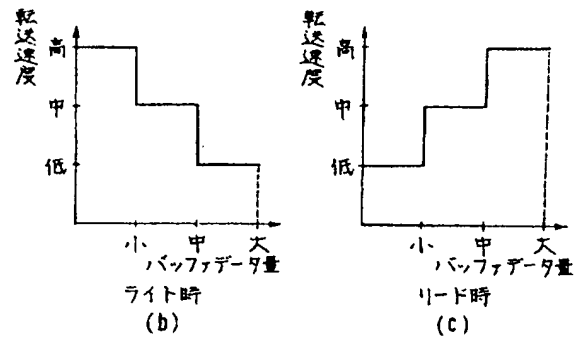 転送速度
高
中
低
小 中 大
バッファデータ量
ライト時
(b)
転送速度
高
中
低
小 中 大
バッファデータ量
リード時
(c)